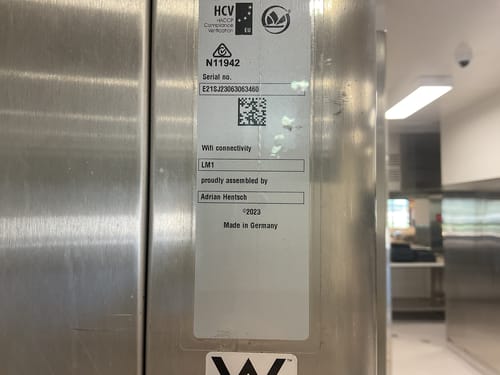 HCV
HACCP
Compliance
Verification
EU
N11942
Serial no.
E21SJ23063063460
Wifi connectivity
LM1
proudly assembled by
Adrian Hentsch
©2023
Made in Germany
W
TM